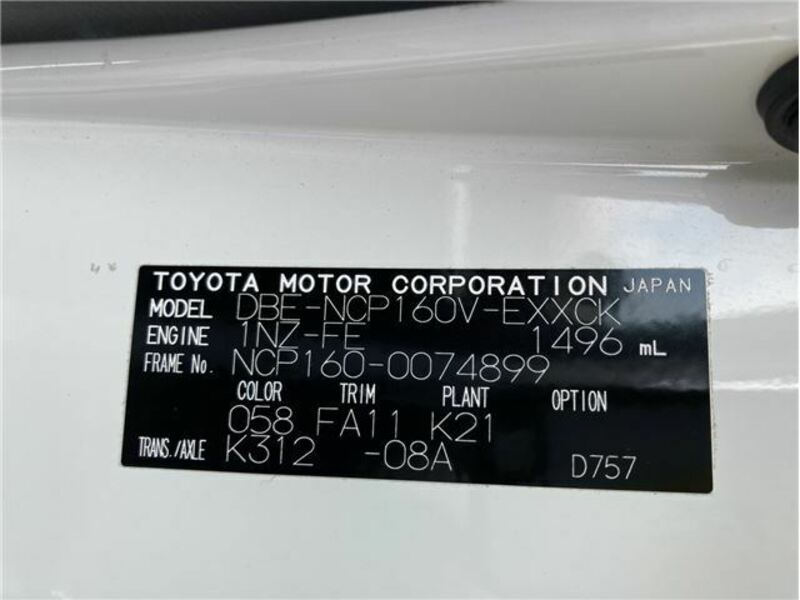 TOYOTA MOTOR CORPORATION JAPAN
MODEL DBE-NCP160V-EXXCK
ENGINE 1NZ-FE 1496 mL
FRAME No. NCP160-0074899
COLOR TRIM PLANT OPTION
058 FA11 K21
TRANS./AXLE K312 -08A D757